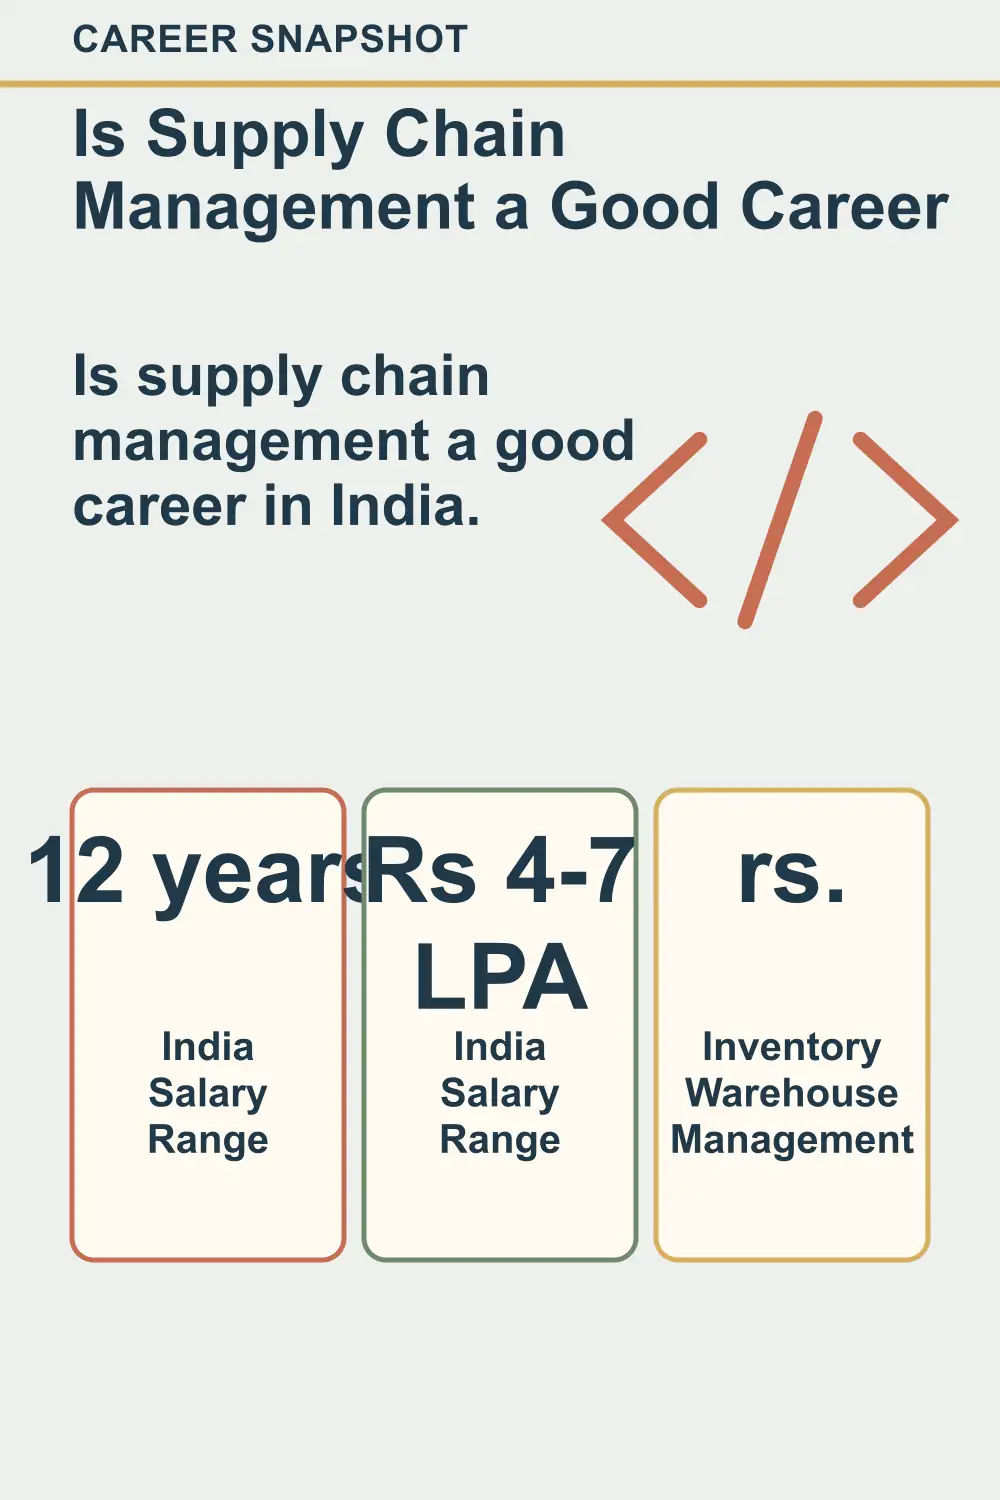 CAREER SNAPSHOT
Is Supply Chain
Management a Good Career
Is supply chain
management a good
career in India.
</>
12 years
India
Salary
Range
Rs 4-7
LPA
India
Salary
Range
rs.
Inventory
Warehouse
Management